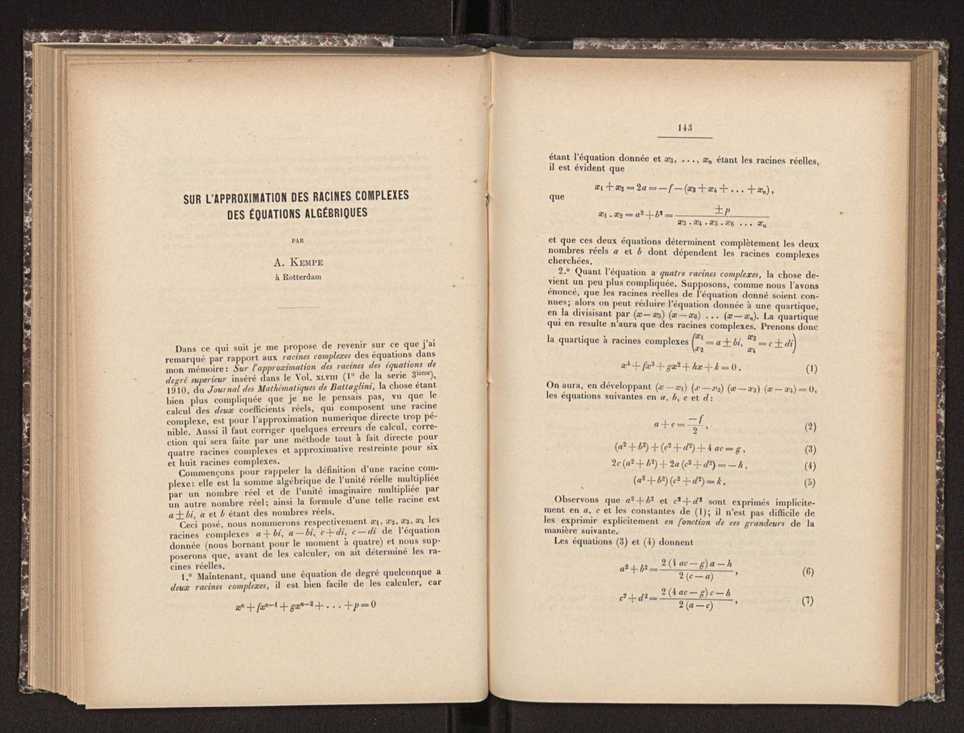 SUR L'APPROXIMATION DES RACINES COMPLEXES
DES ÉQUATIONS ALGÉBRIQUES
PAR
A. KEMPE
à Rotterdam
Dans ce qui suit je me propose de revenir sur ce que j'ai
remarqué par rapport aux racines complexes des équations dans
mon mémoire: Sur l'approximation des racines des équations de
degré superieur inséré dans le Vol. XLVIII (1º de la serie 3ième),
1910, du Journal des Mathématiques de Battaglini, la chose étant
bien plus compliquée que je ne le pensais pas, vu que le
calcul des deux coefficients réels, qui composent une racine
complexe, est pour l'approximation numerique directe trop pé-
nible. Aussi il faut corriger quelques erreurs de calcul, corre-
ction qui sera faite par une méthode tout à fait directe pour
quatre racines complexes et approximative restreinte pour six
et huit racines complexes.
Commençons pour rappeler la définition d'une racine com-
plexe: elle est la somme algébrique de l'unité réelle multipliée
par un nombre réel et de l'unité imaginaire multipliée par
un autre nombre réel; ainsi la formule d'une telle racine est
a ± bi, a et b étant des nombres réels.
Ceci posé, nous nommerons respectivement x₁, x₂, x₃, x₄ les
racines complexes a + bi, a — bi, c + di, c — di de l'équation
donnée (nous bornant pour le moment à quatre) et nous sup-
poserons que, avant de les calculer, on ait déterminé les ra-
cines réelles.
1.º Maintenant, quand une équation de degré quelconque a
deux racines complexes, il est bien facile de les calculer, car
xⁿ + fxⁿ⁻¹ + gxⁿ⁻² + . . . + p = 0
143
étant l'équation donnée et x₃, . . ., xₙ étant les racines réelles,
il est évident que
x₁ + x₂ = 2a = — f — (x₃ + x₄ + . . . + xₙ),
que
x₁ . x₂ = a² + b² = ± p / x₃ . x₄ . x₅ . x₆ . . . xₙ
et que ces deux équations déterminent complètement les deux
nombres réels a et b dont dépendent les racines complexes
cherchées.
2.º Quant l'équation a quatre racines complexes, la chose de-
vient un peu plus compliquée. Supposons, comme nous l'avons
énoncé, que les racines réelles de l'équation donné soient con-
nues; alors on peut réduire l'équation donnée à une quartique,
en la divisisant par (x — x₅) (x — x₆) . . . (x — xₙ). La quartique
qui en resulte n'aura que des racines complexes. Prenons donc
la quartique à racines complexes (x₁ x₂ = a ± bi, x₃ x₄ = c ± di)
x⁴ + fx³ + gx² + hx + k = 0 . (1)
On aura, en développant (x — x₁) (x — x₂) (x — x₃) (x — x₄) = 0,
les équations suivantes en a, b, c et d:
a + c = — f / 2 , (2)
(a² + b²) + (c² + d²) + 4 ac = g , (3)
2c (a² + b²) + 2a (c² + d²) = — h , (4)
(a² + b²) (c² + d²) = k . (5)
Observons que a² + b² et c² + d² sont exprimés implicite-
ment en a, c et les constantes de (1); il n'est pas difficile de
les exprimir explicitement en fonction de ces grandeurs de la
manière suivante.
Les équations (3) et (4) donnent
a² + b² = 2 (4 ac — g) a — h / 2 (c — a) , (6)
c² + d² = 2 (4 ac — g) c — h / 2 (a — c) , (7)